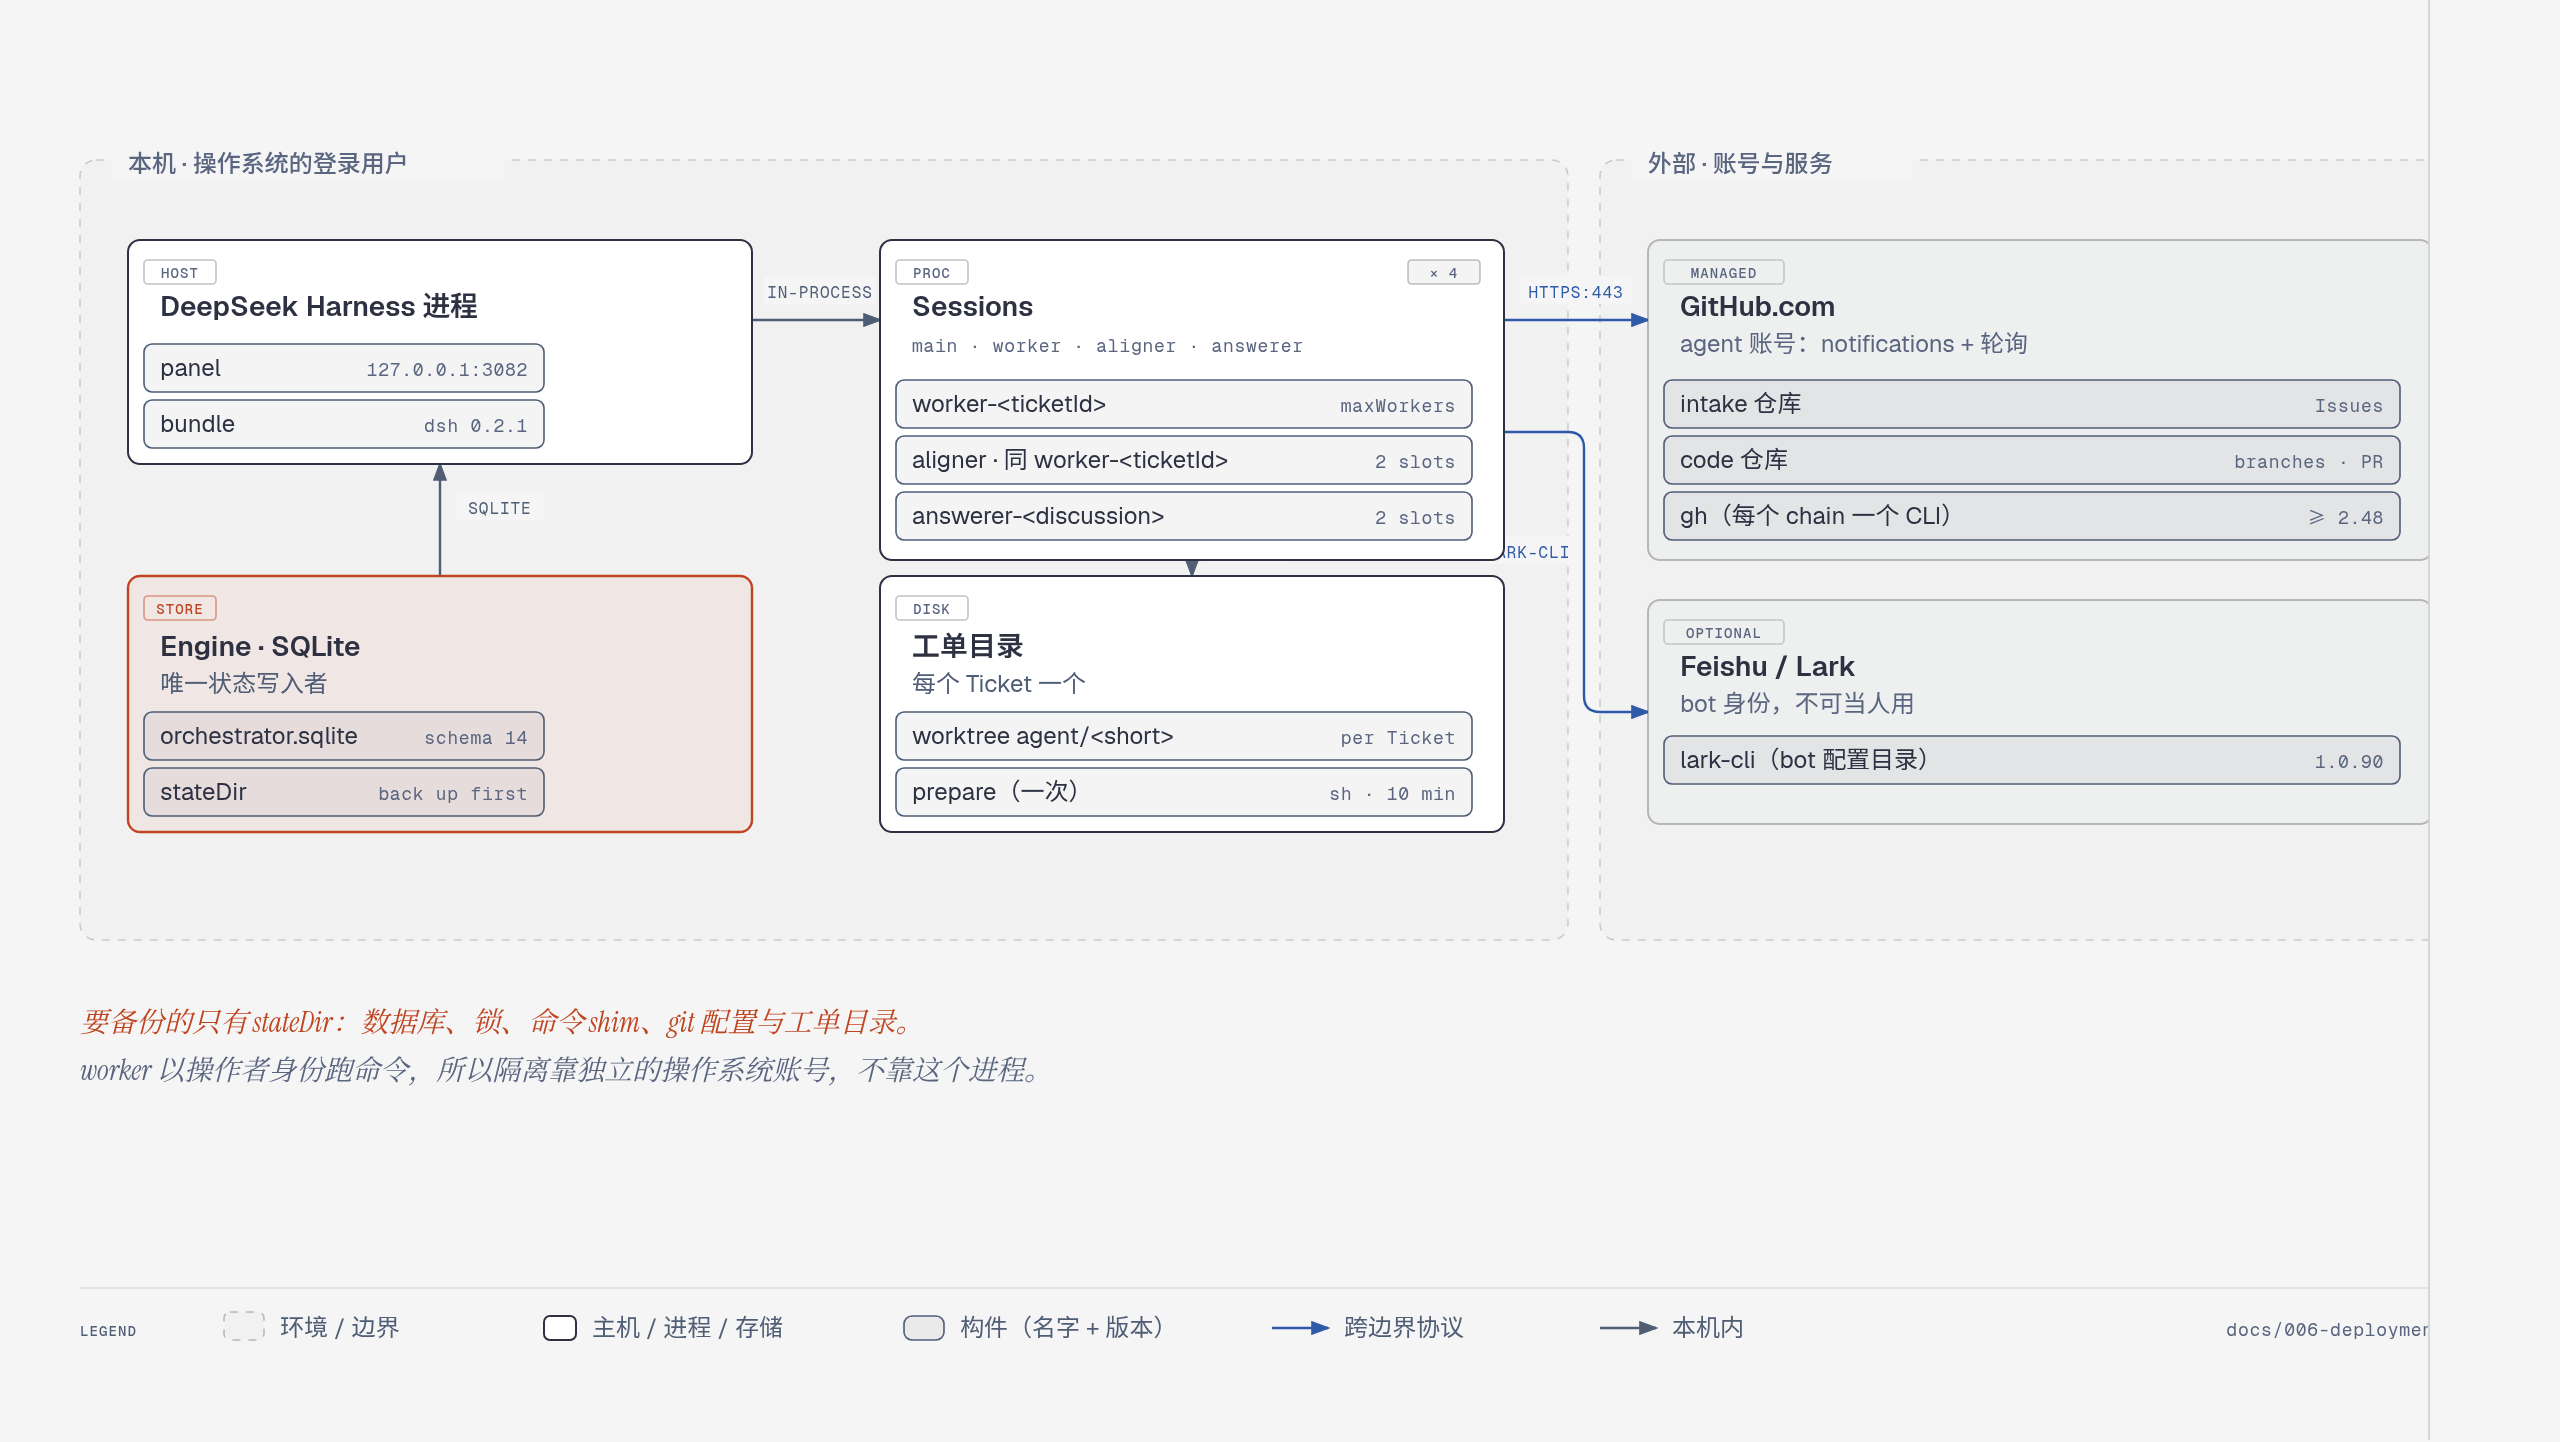 本机 · 操作系统的登录用户
外部 · 账号与服务
HOST
DeepSeek Harness 进程
panel 127.0.0.1:3082
bundle dsh 0.2.1
IN-PROCESS
PROC
× 4
Sessions
main · worker · aligner · answerer
worker-<ticketId> maxWorkers
aligner · 同 worker-<ticketId> 2 slots
answerer-<discussion> 2 slots
HTTPS:443
MANAGED
GitHub.com
agent 账号：notifications + 轮询
intake 仓库 Issues
code 仓库 branches · PR
gh（每个 chain 一个 CLI） ⩾ 2.48
SQLITE
RK-CLI
STORE
Engine · SQLite
唯一状态写入者
orchestrator.sqlite schema 14
stateDir back up first
DISK
工单目录
每个 Ticket 一个
worktree agent/<short> per Ticket
prepare（一次） sh · 10 min
OPTIONAL
Feishu / Lark
bot 身份，不可当人用
lark-cli（bot 配置目录） 1.0.90
要备份的只有 stateDir：数据库、锁、命令 shim、git 配置与工单目录。
worker 以操作者身份跑命令，所以隔离靠独立的操作系统账号，不靠这个进程。
LEGEND
环境 / 边界
主机 / 进程 / 存储
构件（名字 + 版本）
跨边界协议
本机内
docs/006-deploymen